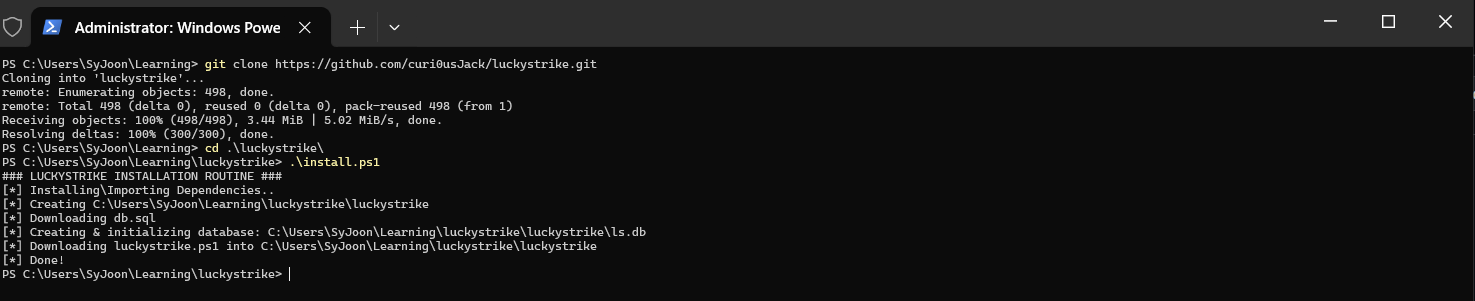 Administrator: Windows Powe
PS C:\Users\SyJoon\Learning> git clone https://github.com/curi0usJack/luckystrike.git
Cloning into 'luckystrike'...
remote: Enumerating objects: 498, done.
remote: Total 498 (delta 0), reused 0 (delta 0), pack-reused 498 (from 1)
Receiving objects: 100% (498/498), 3.44 MiB | 5.02 MiB/s, done.
Resolving deltas: 100% (300/300), done.
PS C:\Users\SyJoon\Learning> cd .\luckystrike\
PS C:\Users\SyJoon\Learning\luckystrike> .\install.ps1
### LUCKYSTRIKE INSTALLATION ROUTINE ###
[*] Installing\Importing Dependencies..
[*] Creating C:\Users\SyJoon\Learning\luckystrike\luckystrike
[*] Downloading db.sql
[*] Creating & initializing database: C:\Users\SyJoon\Learning\luckystrike\luckystrike\ls.db
[*] Downloading luckystrike.ps1 into C:\Users\SyJoon\Learning\luckystrike\luckystrike
[*] Done!
PS C:\Users\SyJoon\Learning\luckystrike>